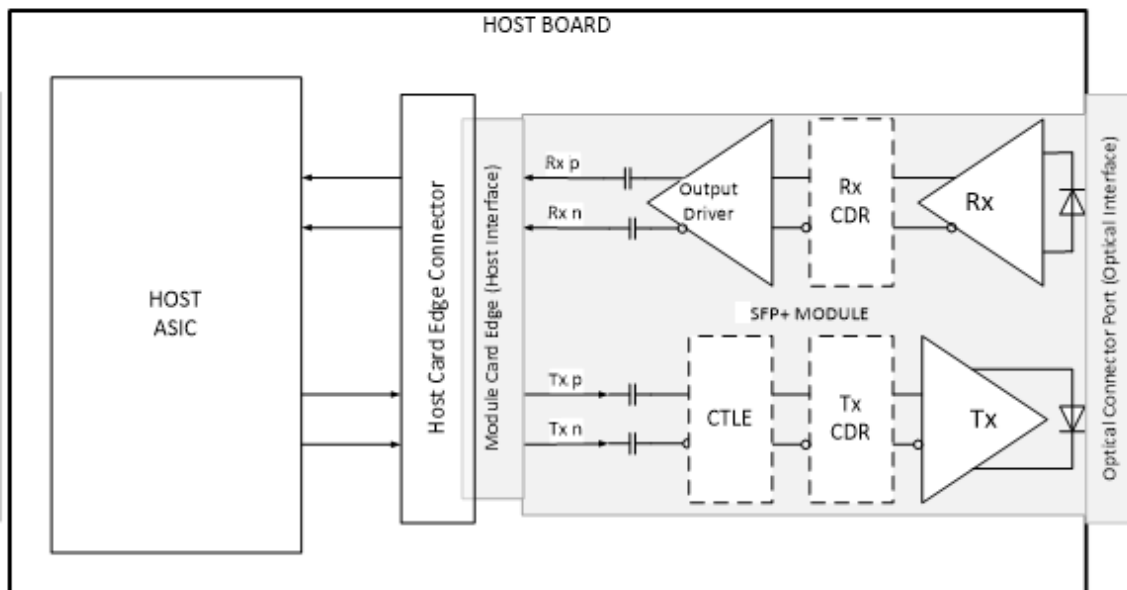 HOST BOARD
HOST
ASIC
Host Card Edge Connector
Module Card Edge (Host Interface)
Rx p
Rx n
Output
Driver
Rx
CDR
Rx
SFP+ MODULE
Tx p
Tx n
CTLE
Tx
CDR
Tx
Optical Connector Port (Optical Interface)